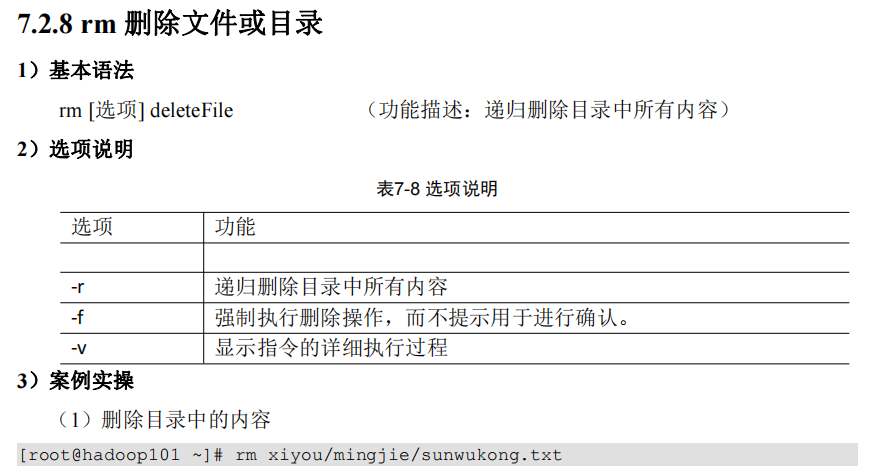 7.2.8 rm 删除文件或目录
1）基本语法
rm [选项] deleteFile （功能描述：递归删除目录中所有内容）
2）选项说明
表7-8 选项说明
选项 功能
-r 递归删除目录中所有内容
-f 强制执行删除操作，而不提示用于进行确认。
-v 显示指令的详细执行过程
3）案例实操
（1）删除目录中的内容
[root@hadoop101 ~]# rm xiyou/mingjie/sunwukong.txt